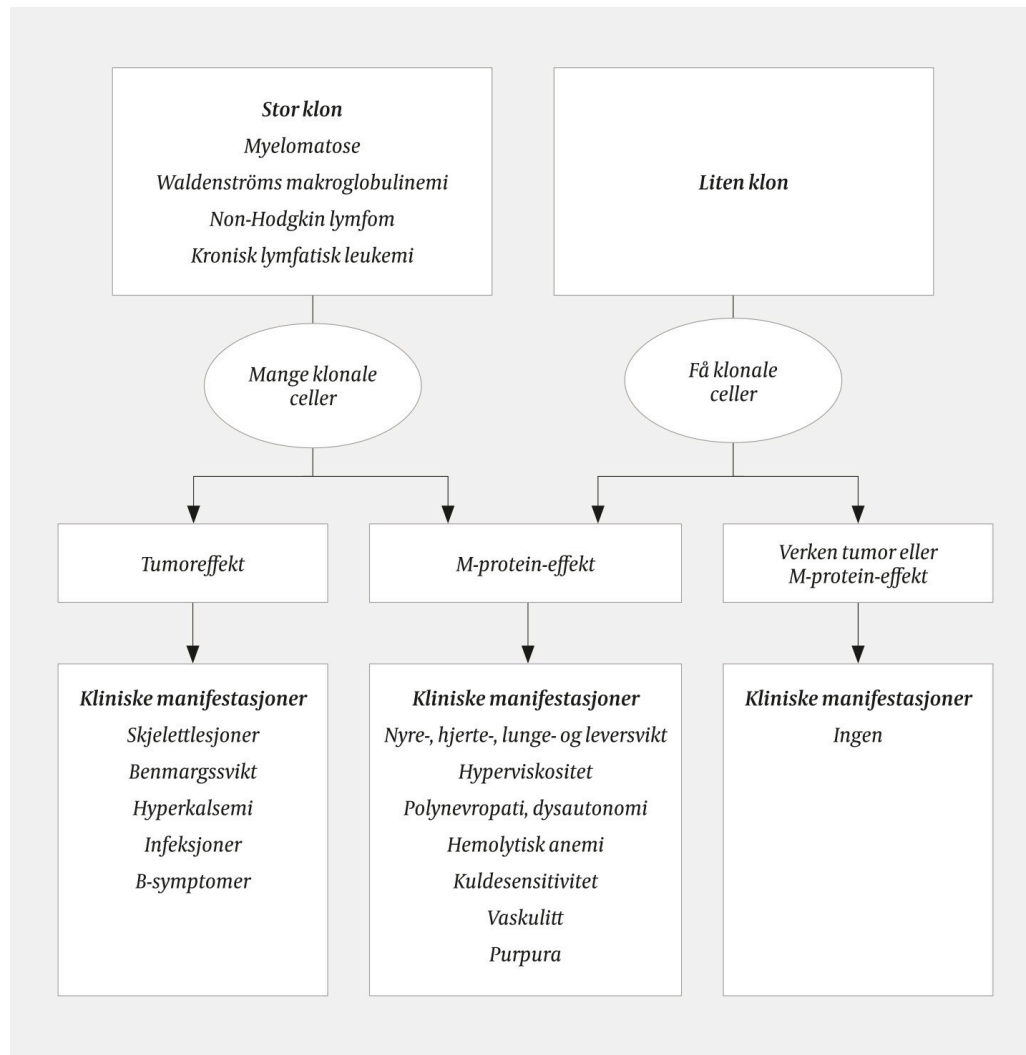 Stor klon
Myelomatose
Waldenströms makroglobulinemi
Non-Hodgkin lymfom
Kronisk lymfatisk leukemi
Liten klon
Mange klonale
celler
Få klonale
celler
Tumoreffekt
M-protein-effekt
Verken tumor eller
M-protein-effekt
Kliniske manifestasjoner
Skjelettlesjoner
Benmargssvikt
Hyperkalsemi
Infeksjoner
B-symptomer
Kliniske manifestasjoner
Nyre-, hjerte-, lunge- og leversvikt
Hyperviskositet
Polynevropati, dysautonomi
Hemolytisk anemi
Kuldesensitivitet
Vaskulitt
Purpura
Kliniske manifestasjoner
Ingen